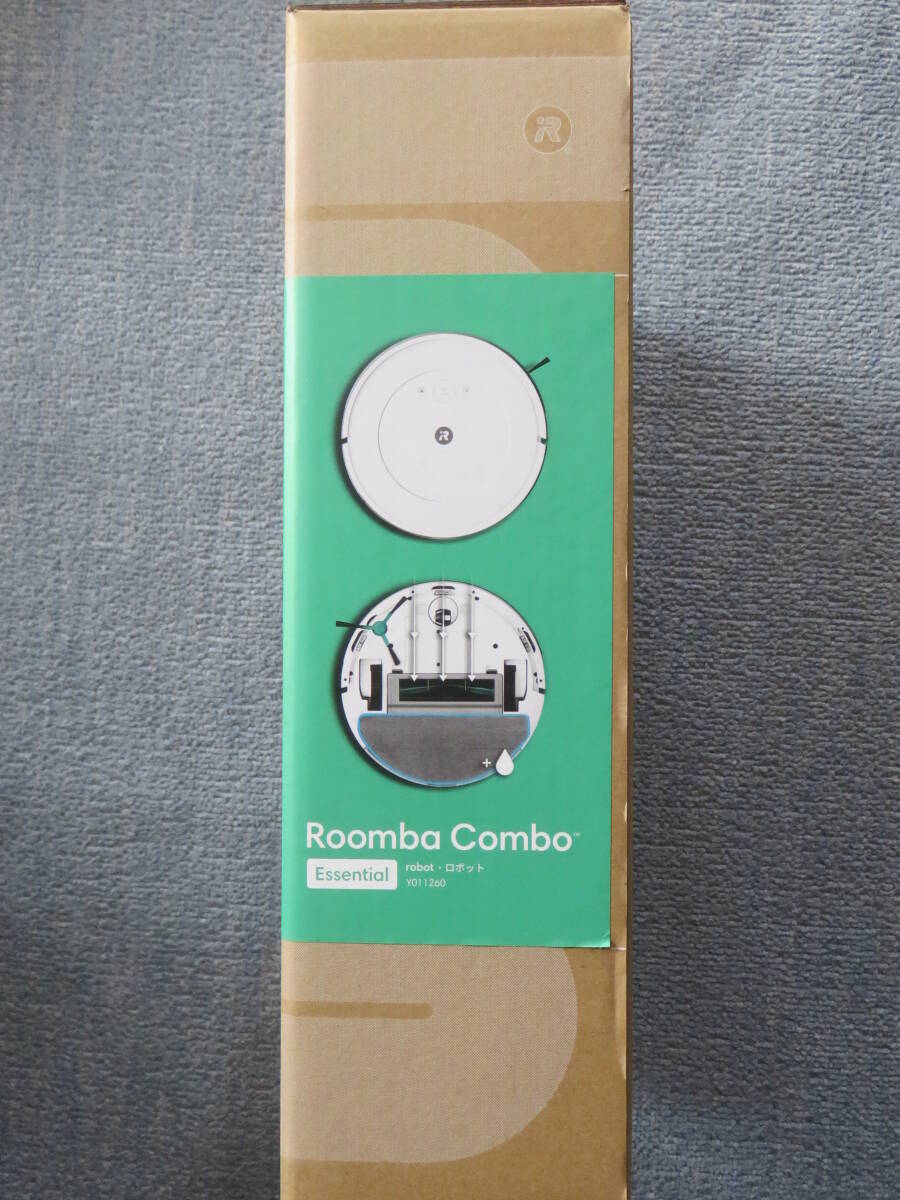 Roomba Combo™
Essential
robot・ロボット
Y011260